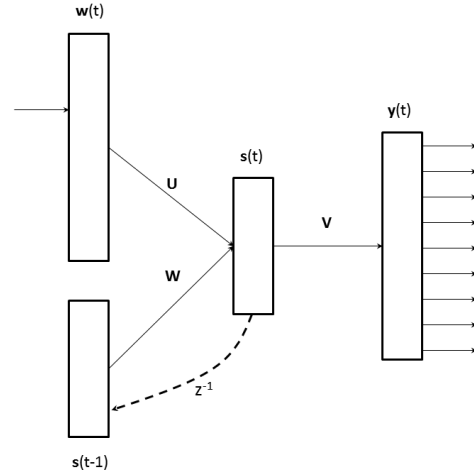 w(t)
y(t)
s(t)
U
V
W
z⁻¹
s(t-1)